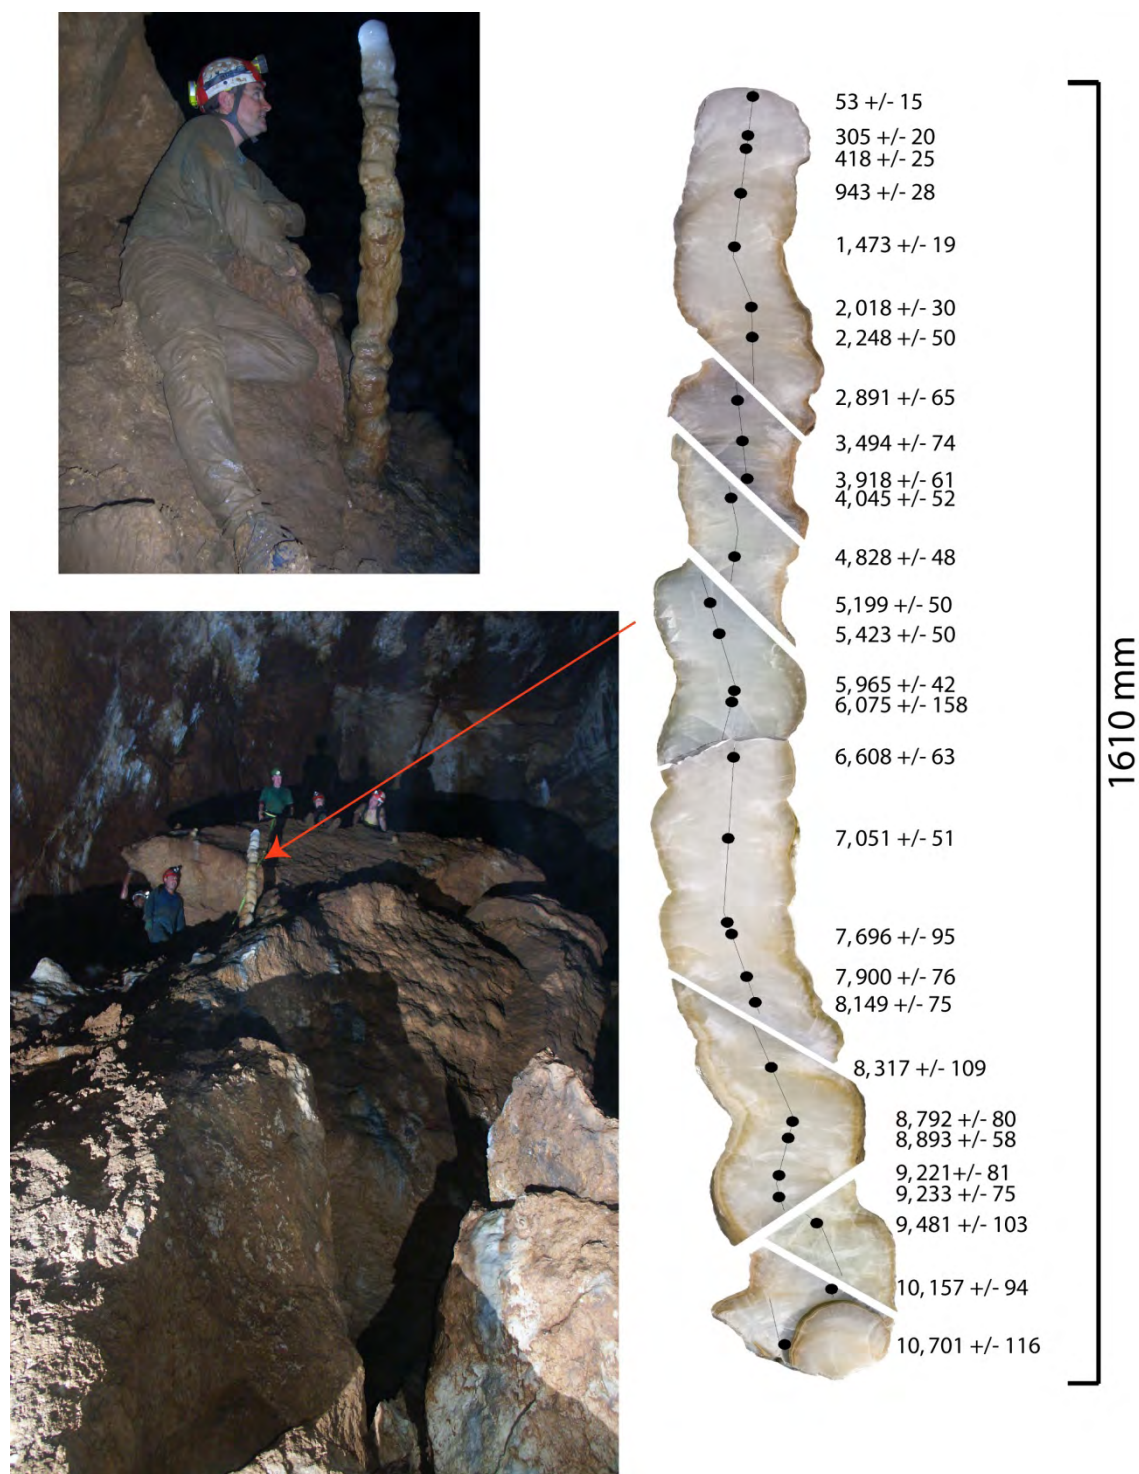 53 +/- 15
305 +/- 20
418 +/- 25
943 +/- 28
1,473 +/- 19
2,018 +/- 30
2,248 +/- 50
2,891 +/- 65
3,494 +/- 74
3,918 +/- 61
4,045 +/- 52
4,828 +/- 48
5,199 +/- 50
5,423 +/- 50
5,965 +/- 42
6,075 +/- 158
6,608 +/- 63
7,051 +/- 51
7,696 +/- 95
7,900 +/- 76
8,149 +/- 75
8,317 +/- 109
8,792 +/- 80
8,893 +/- 58
9,221+/- 81
9,233 +/- 75
9,481 +/- 103
10,157 +/- 94
10,701 +/- 116
1610 mm